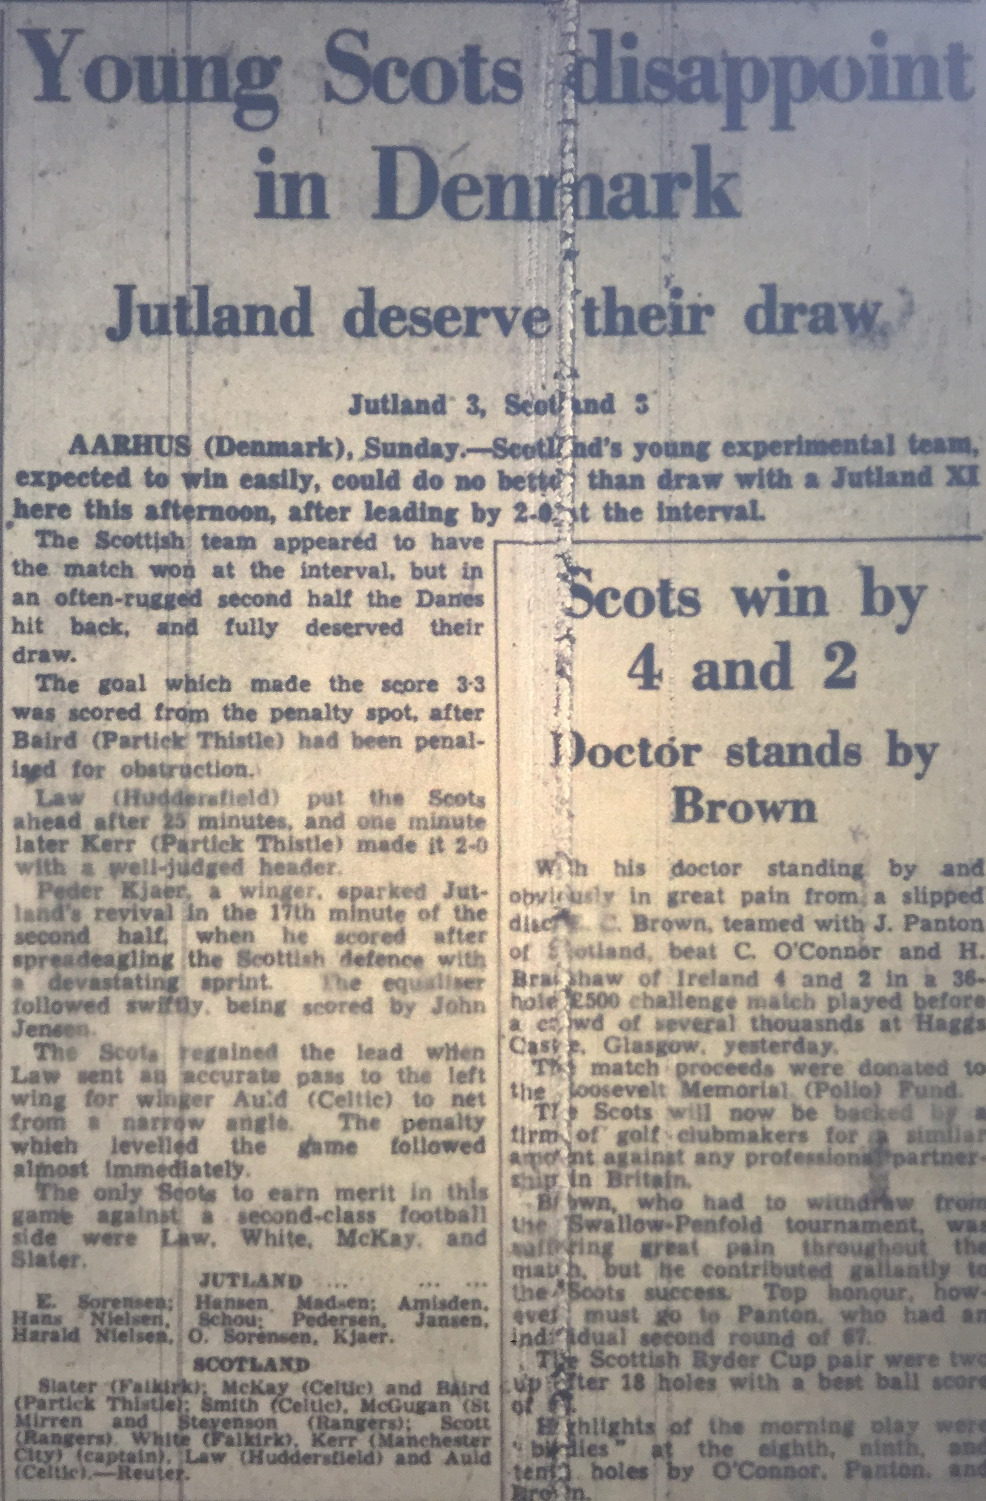 Young Scots disappoint
in Denmark
Jutland deserve their draw
Jutland 3, Scotland 3
AARHUS (Denmark), Sunday.—Scotland's young experimental team,
expected to win easily, could do no better than draw with a Jutland XI
here this afternoon, after leading by 2-0 at the interval.
The Scottish team appeared to have
the match won at the interval, but in
an often-rugged second half the Danes
hit back, and fully deserved their
draw.
The goal which made the score 3-3
was scored from the penalty spot, after
Baird (Partick Thistle) had been penal-
ised for obstruction.
Law (Huddersfield) put the Scots
ahead after 25 minutes, and one minute
later Kerr (Partick Thistle) made it 2-0
with a well-judged header.
Peder Kjaer, a winger, sparked Jut-
land's revival in the 17th minute of the
second half, when he scored after
spreadeagling the Scottish defence with
a devastating sprint. The equaliser
followed swiftly, being scored by John
Jensen.
The Scots regained the lead when
Law sent an accurate pass to the left
wing for winger Auld (Celtic) to net
from a narrow angle. The penalty
which levelled the game followed
almost immediately.
The only Scots to earn merit in this
game against a second-class football
side were Law, White, McKay, and
Slater.
JUTLAND .... ... ...
E. Sorensen; Hansen, Madsen; Amisden,
Hans Nielsen, Schou; Pedersen, Jansen,
Harald Nielsen, O. Sorensen, Kjaer.
SCOTLAND
Slater (Falkirk); McKay (Celtic) and Baird
(Partick Thistle); Smith (Celtic), McGugan (St
Mirren and Stevenson (Rangers); Scott
(Rangers), White (Falkirk), Kerr (Manchester
City) (captain), Law (Huddersfield) and Auld
(Celtic).—Reuter.
Scots win by
4 and 2
Doctor stands by
Brown
With his doctor standing by and
obviously in great pain from a slipped
disc C. Brown, teamed with J. Panton
of Scotland, beat C. O'Connor and H.
Bradshaw of Ireland 4 and 2 in a 36-
hole £500 challenge match played before
a crowd of several thouasnds at Haggs
Castle, Glasgow, yesterday.
The match proceeds were donated to
the Roosevelt Memorial (Polio) Fund.
The Scots will now be backed by a
firm of golf clubmakers for a similar
amount against any professional partner-
ship in Britain.
Brown, who had to withdraw from
the Swallow-Penfold tournament, was
suffering great pain throughout the
match, but he contributed gallantly to
the Scots success. Top honour, how-
ever must go to Panton, who had an
individual second round of 67.
The Scottish Ryder Cup pair were two
up after 18 holes with a best ball score
of
Highlights of the morning play were
"birdies" at the eighth, ninth, and
tenth holes by O'Connor, Panton, and
Brown.